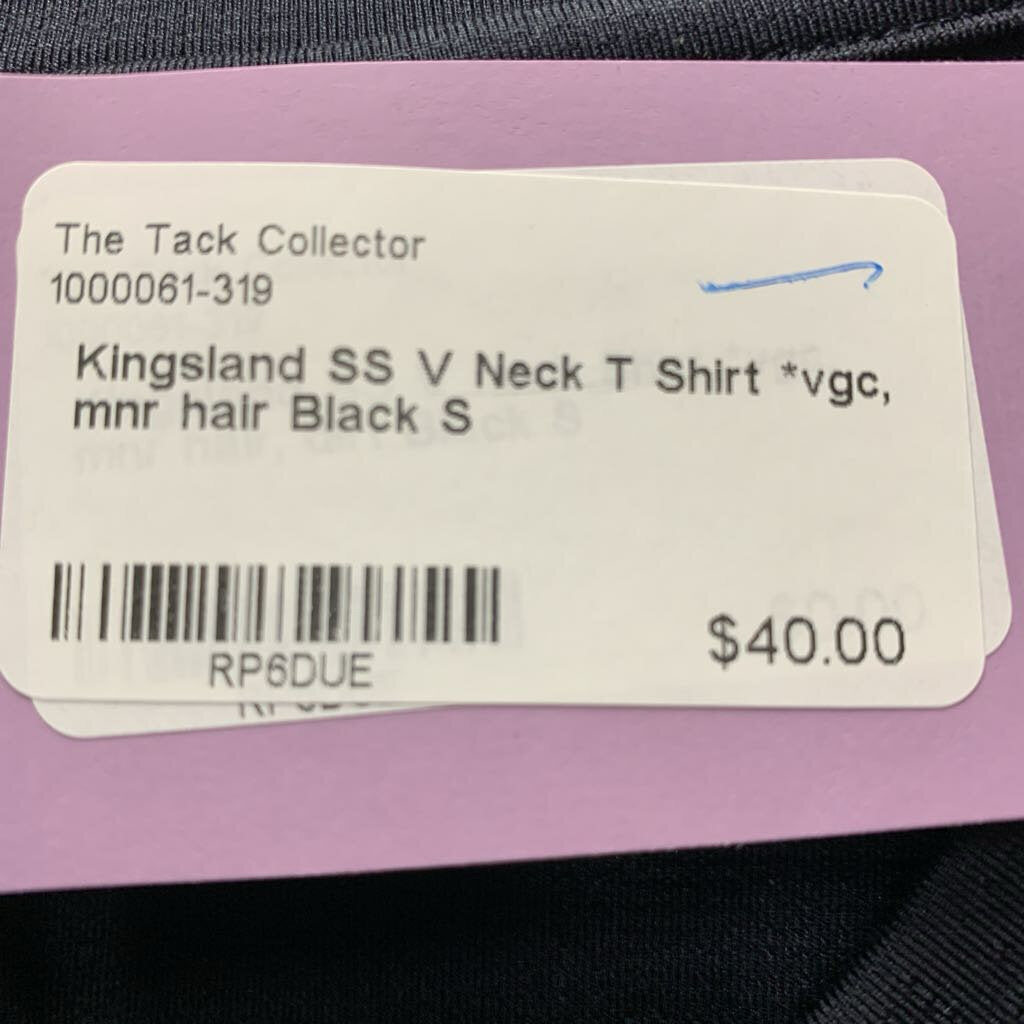 The Tack Collector
1000061-319
Kingsland SS V Neck T Shirt *vgc,
mnr hair Black S
RP6DUE
$40.00